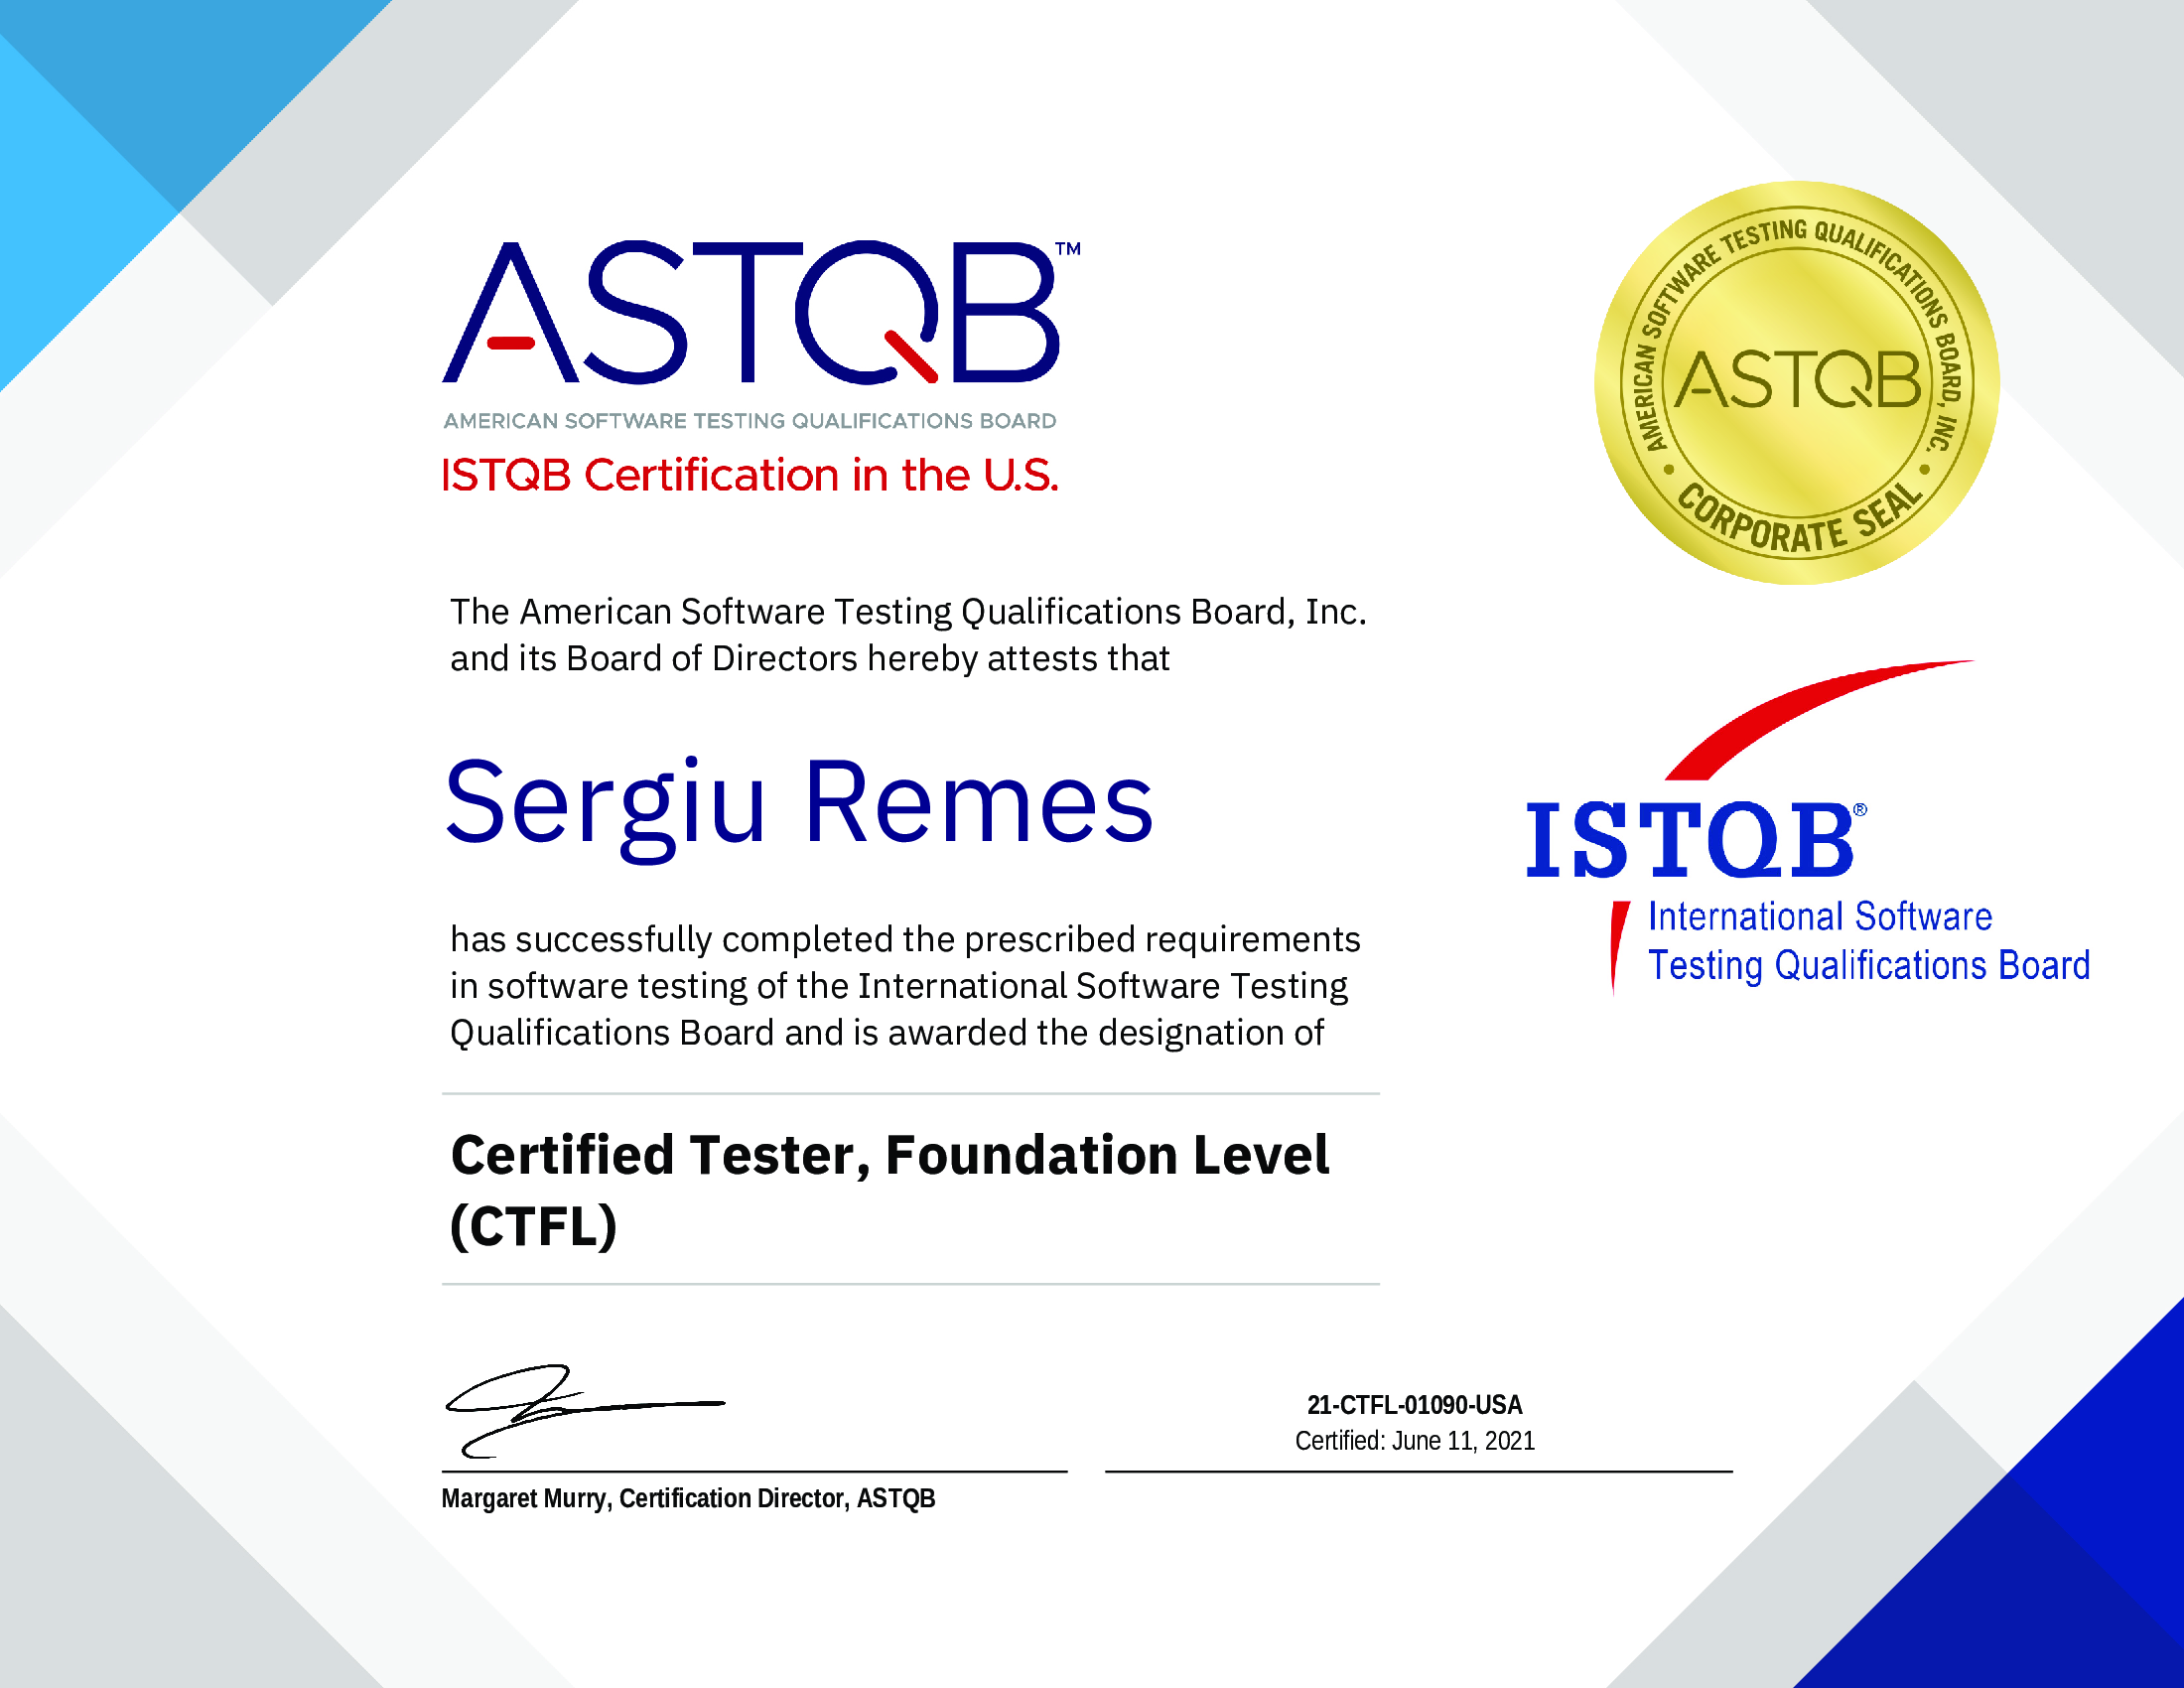 ASTQB™
AMERICAN SOFTWARE TESTING QUALIFICATIONS BOARD
ISTQB Certification in the U.S.
AMERICAN SOFTWARE TESTING QUALIFICATIONS BOARD, INC.
ASTQB
• CORPORATE SEAL •
The American Software Testing Qualifications Board, Inc.
and its Board of Directors hereby attests that
Sergiu Remes
ISTQB®
International Software
Testing Qualifications Board
has successfully completed the prescribed requirements
in software testing of the International Software Testing
Qualifications Board and is awarded the designation of
Certified Tester, Foundation Level
(CTFL)
21-CTFL-01090-USA
Certified: June 11, 2021
Margaret Murry, Certification Director, ASTQB